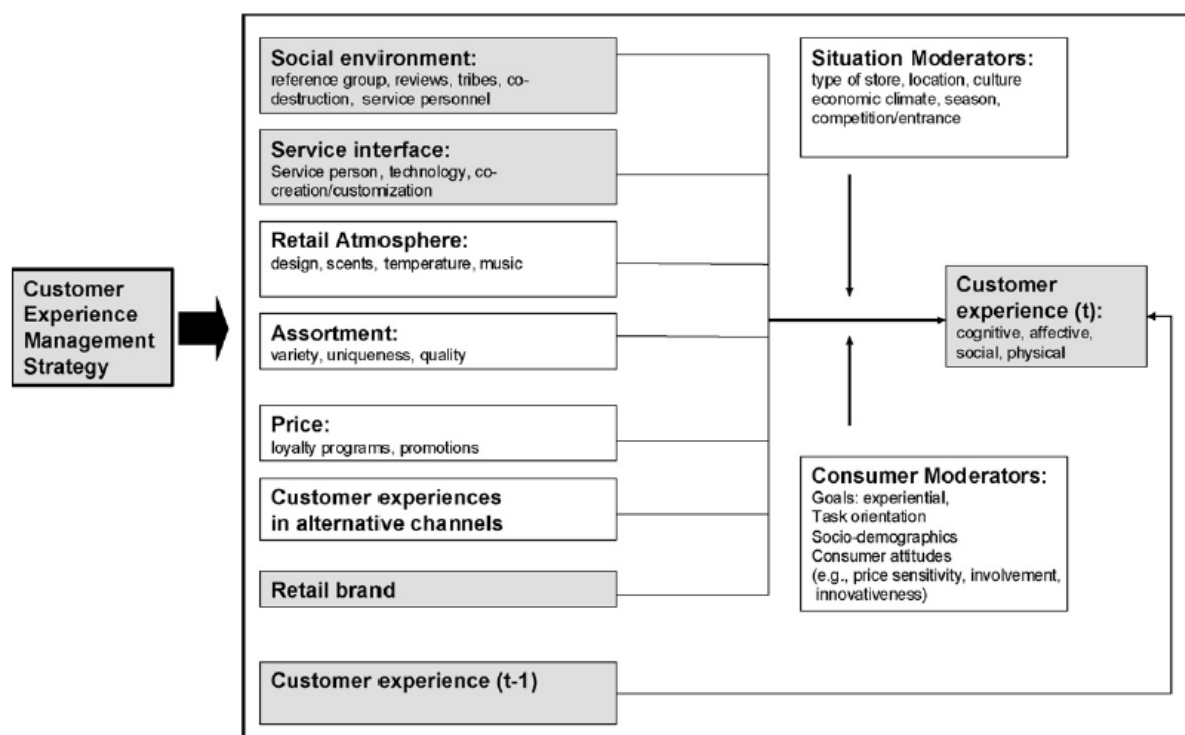 Social environment:
reference group, reviews, tribes, co-
destruction, service personnel
Service interface:
Service person, technology, co-
creation/customization
Retail Atmosphere:
design, scents, temperature, music
Assortment:
variety, uniqueness, quality
Price:
loyalty programs, promotions
Customer experiences
in alternative channels
Retail brand
Customer experience (t-1)
Customer
Experience
Management
Strategy
Situation Moderators:
type of store, location, culture
economic climate, season,
competition/entrance
Customer
experience (t):
cognitive, affective,
social, physical
Consumer Moderators:
Goals: experiential,
Task orientation
Socio-demographics
Consumer attitudes
(e.g., price sensitivity, involvement,
innovativeness)